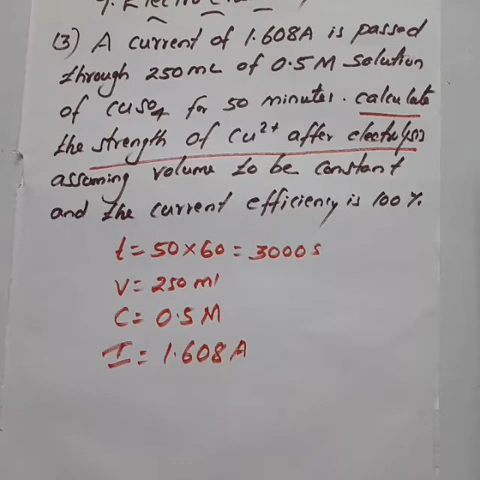 (3) A current of 1.608A is passed
through 250mL of 0.5M solution
of CuSO4 for 50 minutes. calculate
the strength of Cu2+ after electrolysis
assuming volume to be constant
and the current efficiency is 100%.
t = 50×60 = 3000s
V = 250 ml
C = 0.5 M
I = 1.608 A